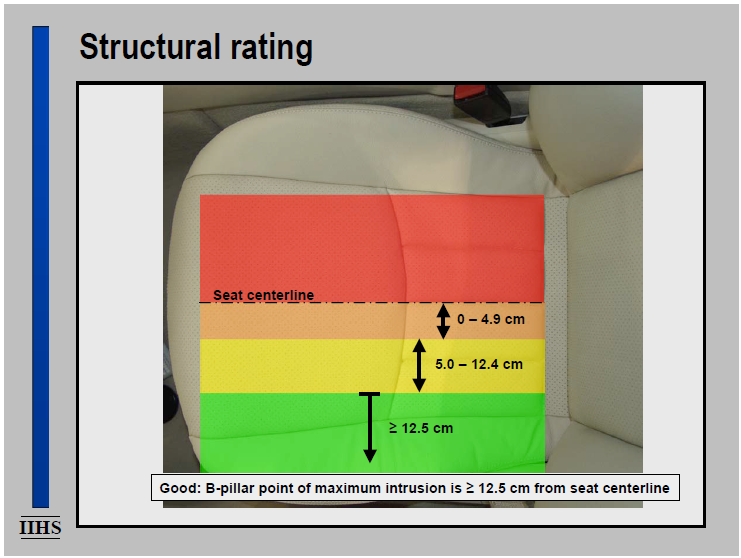 Structural rating
Seat centerline
0 – 4.9 cm
5.0 – 12.4 cm
≥ 12.5 cm
Good: B-pillar point of maximum intrusion is ≥ 12.5 cm from seat centerline
IIHS